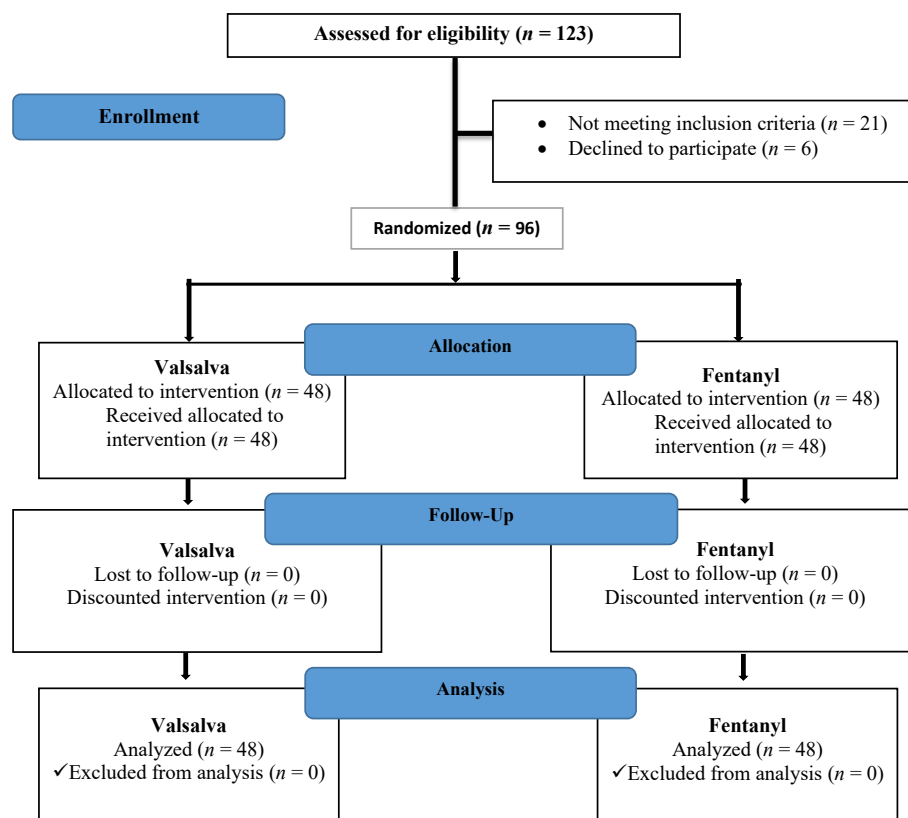 Assessed for eligibility (n = 123)
Enrollment
• Not meeting inclusion criteria (n = 21)
• Declined to participate (n = 6)
Randomized (n = 96)
Allocation
Valsalva
Allocated to intervention (n = 48)
Received allocated to
intervention (n = 48)
Fentanyl
Allocated to intervention (n = 48)
Received allocated to
intervention (n = 48)
Follow-Up
Valsalva
Lost to follow-up (n = 0)
Discounted intervention (n = 0)
Fentanyl
Lost to follow-up (n = 0)
Discounted intervention (n = 0)
Analysis
Valsalva
Analyzed (n = 48)
✓Excluded from analysis (n = 0)
Fentanyl
Analyzed (n = 48)
✓Excluded from analysis (n = 0)